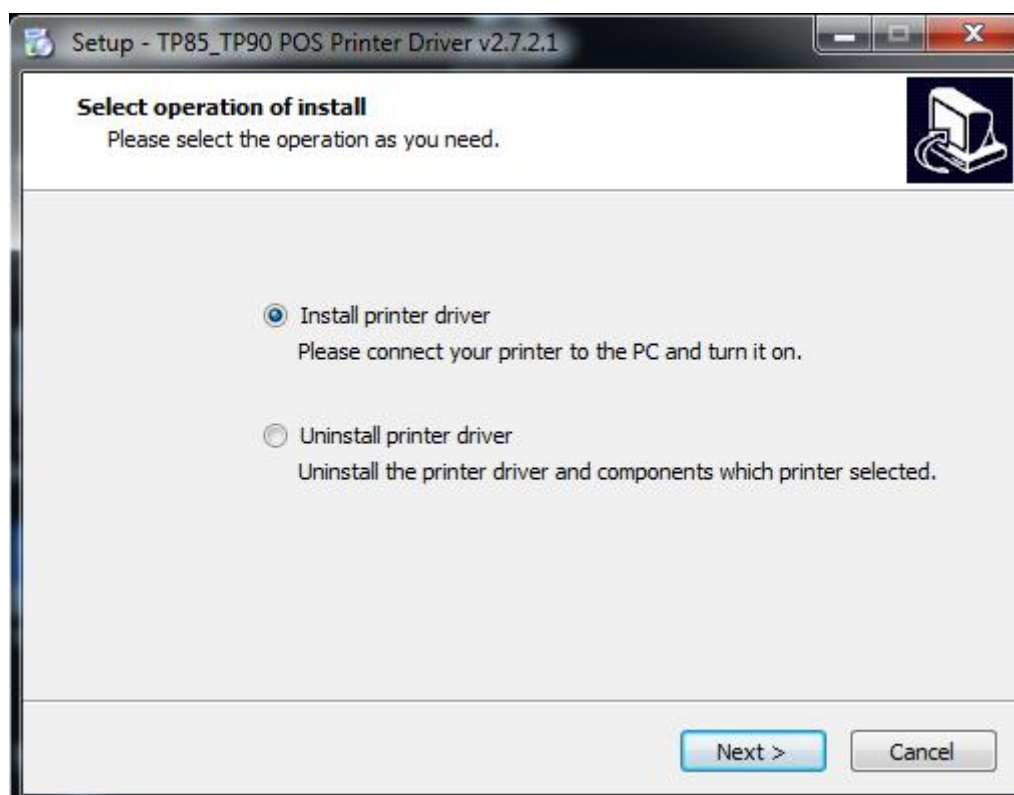 Setup - TP85_TP90 POS Printer Driver v2.7.2.1
Select operation of install
Please select the operation as you need.
Install printer driver
Please connect your printer to the PC and turn it on.
Uninstall printer driver
Uninstall the printer driver and components which printer selected.
Next >
Cancel